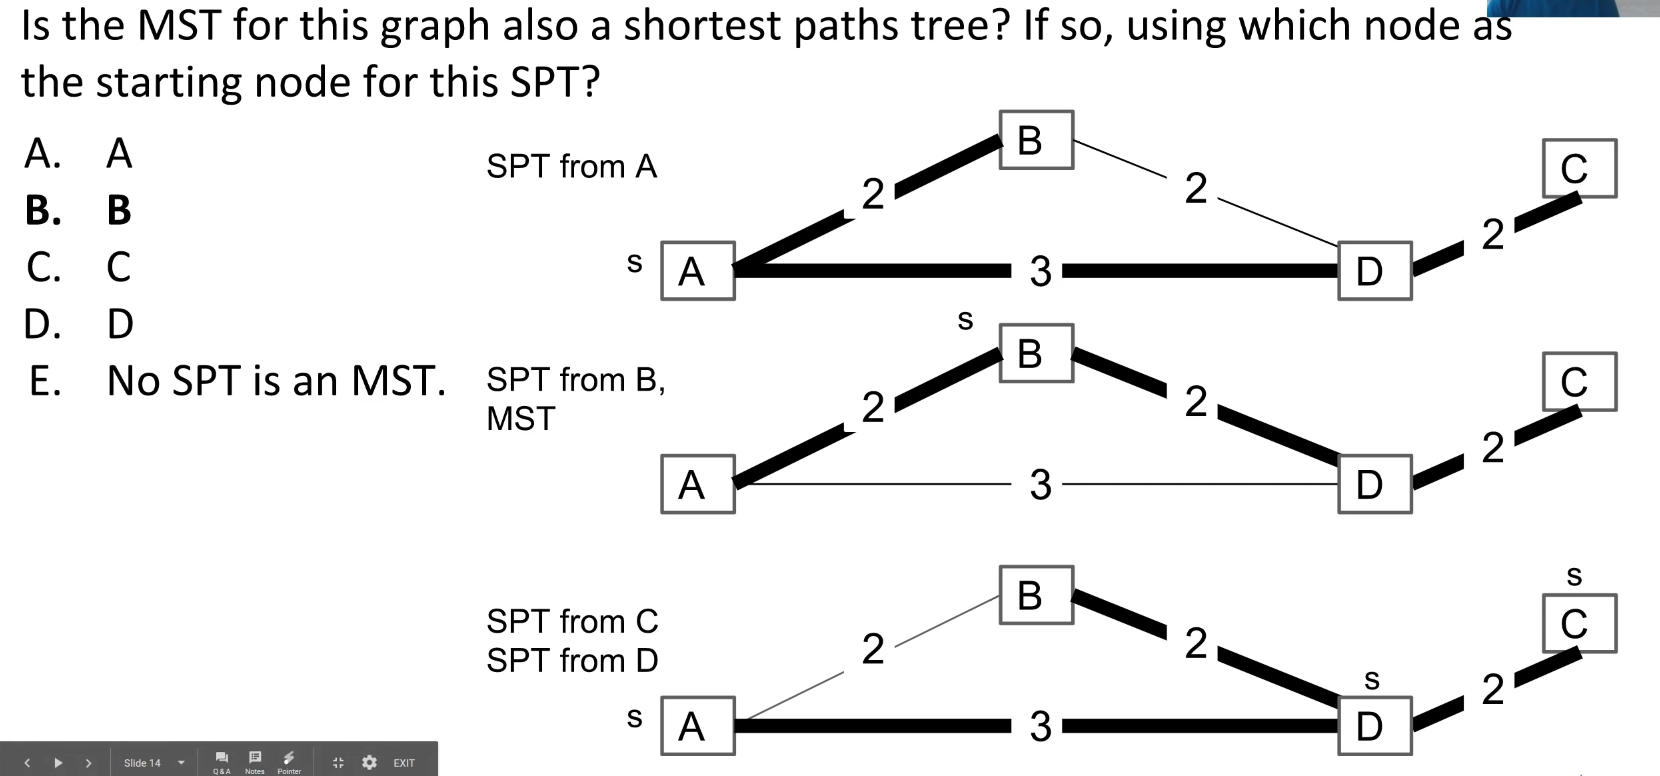 Is the MST for this graph also a shortest paths tree? If so, using which node as
the starting node for this SPT?
A. A
B. B
C. C
D. D
E. No SPT is an MST.
SPT from A
s
A
2
B
2
3
D
2
C
SPT from B,
MST
s
A
2
B
2
3
D
2
C
SPT from C
SPT from D
s
A
2
B
2
3
s
D
2
s
C
Slide 14
Q&A Notes Pointer
EXIT